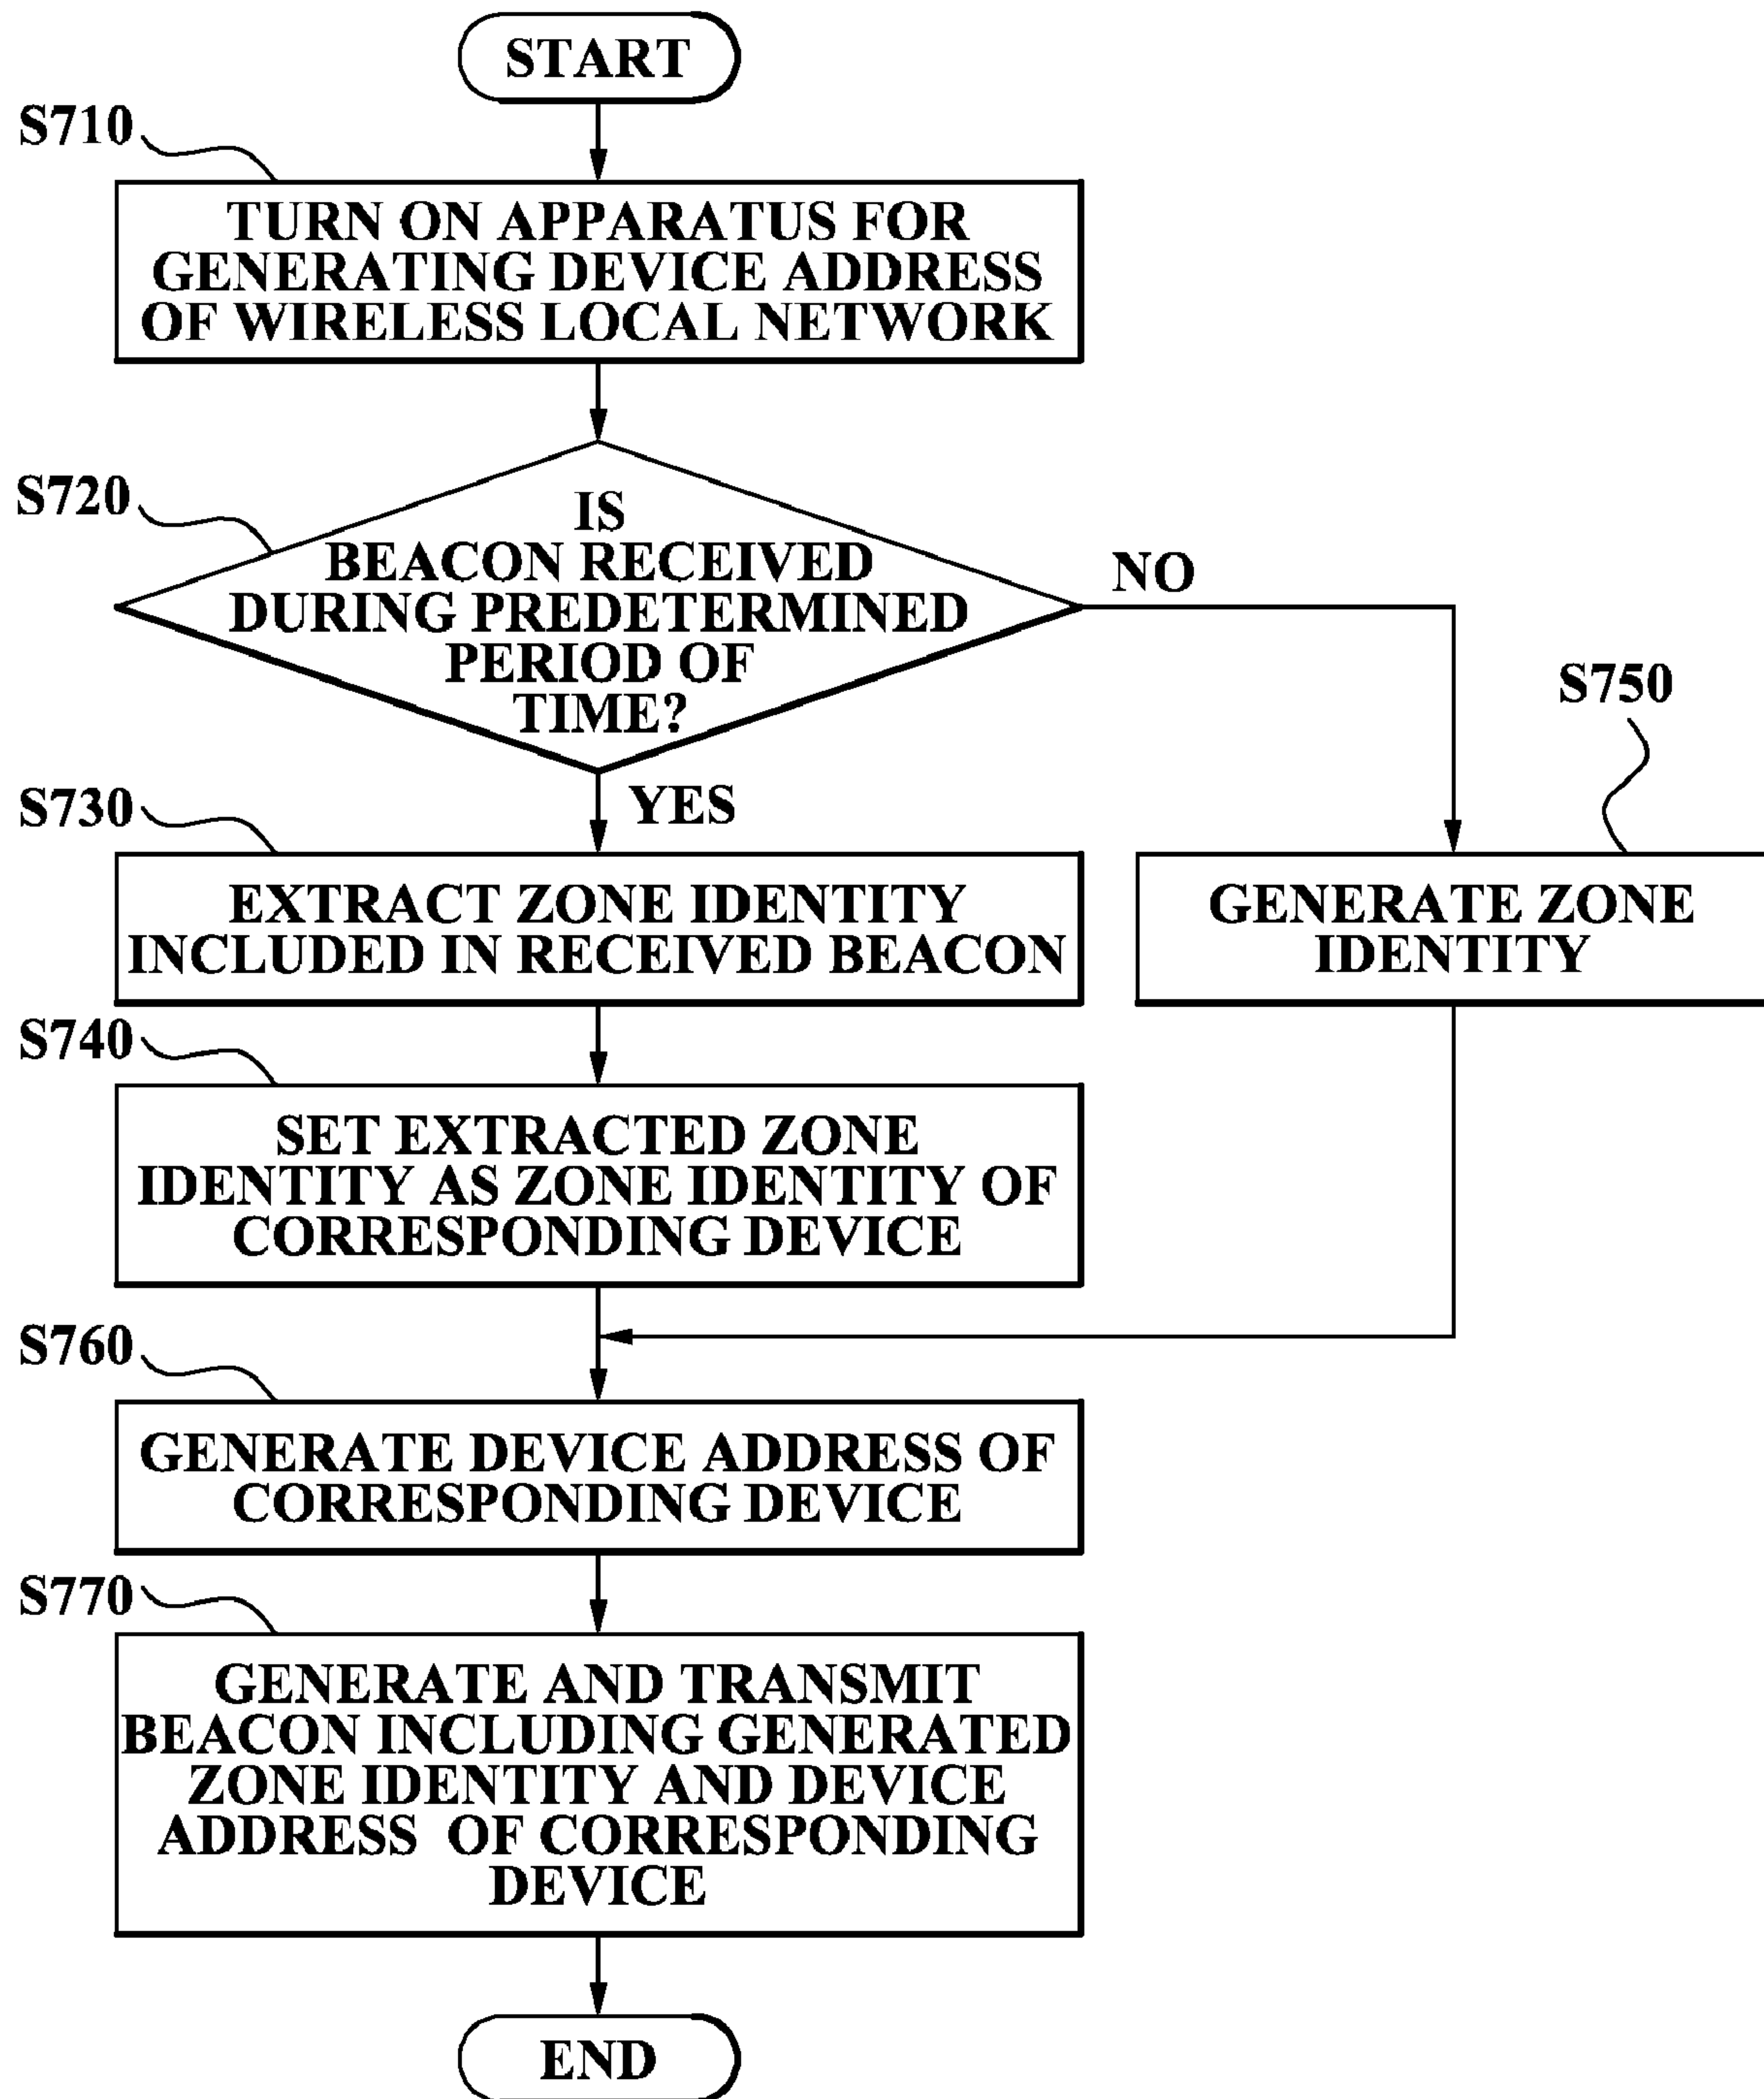 START
S710
TURN ON APPARATUS FOR
GENERATING DEVICE ADDRESS
OF WIRELESS LOCAL NETWORK
S720
IS
BEACON RECEIVED
DURING PREDETERMINED
PERIOD OF
TIME?
NO
YES
S730
EXTRACT ZONE IDENTITY
INCLUDED IN RECEIVED BEACON
S750
GENERATE ZONE
IDENTITY
S740
SET EXTRACTED ZONE
IDENTITY AS ZONE IDENTITY OF
CORRESPONDING DEVICE
S760
GENERATE DEVICE ADDRESS OF
CORRESPONDING DEVICE
S770
GENERATE AND TRANSMIT
BEACON INCLUDING GENERATED
ZONE IDENTITY AND DEVICE
ADDRESS OF CORRESPONDING
DEVICE
END